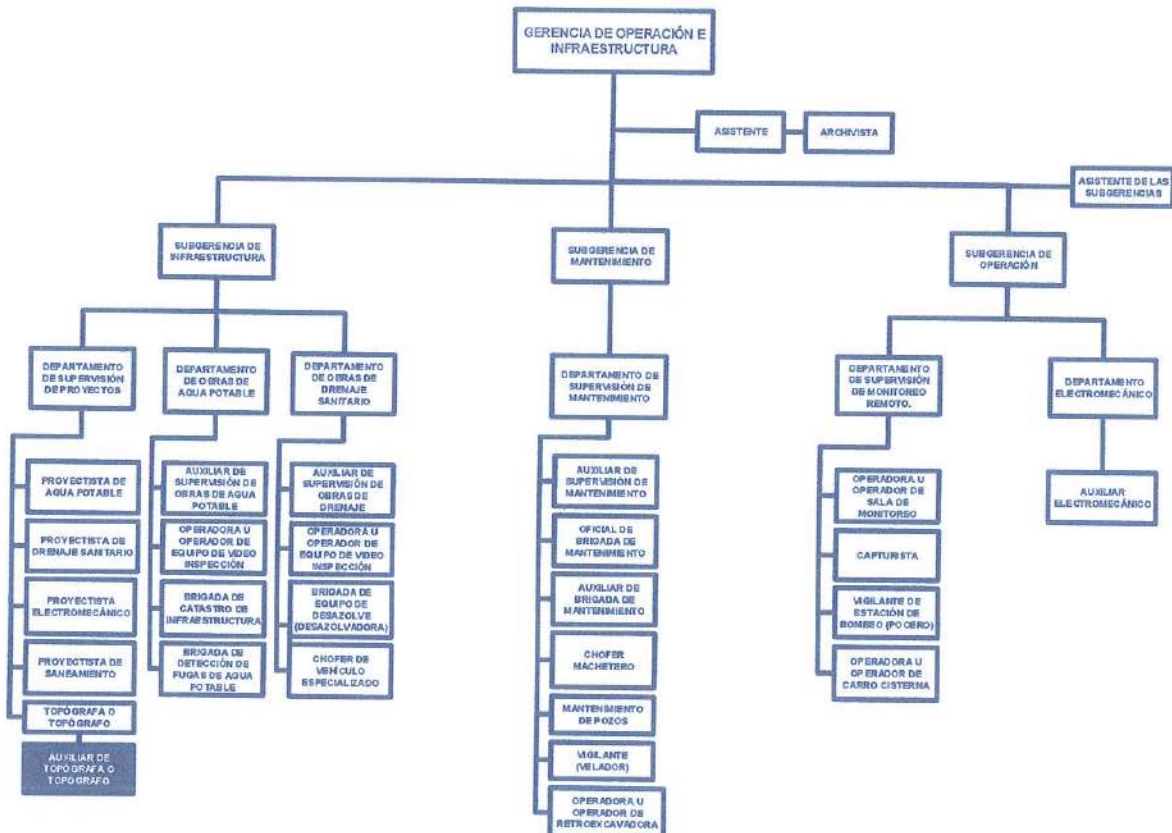 GERENCIA DE OPERACIÓN E
INFRAESTRUCTURA
ASISTENTE
ARCHIVISTA
ASISTENTE DE LAS
SUBGERENCIAS
SUBGERENCIA DE
INFRAESTRUCTURA
SUBGERENCIA DE
MANTENIMIENTO
SUBGERENCIA DE
OPERACIÓN
DEPARTAMENTO
DE SUPERVISIÓN
DE PROYECTOS
DEPARTAMENTO
DE OBRAS DE
AGUA POTABLE
DEPARTAMENTO
DE OBRAS DE
DRENAJE
SANITARIO
DEPARTAMENTO DE
SUPERVISIÓN DE
MANTENIMIENTO
DEPARTAMENTO
DE SUPERVISIÓN
DE MONITOREO
REMOTO.
DEPARTAMENTO
ELECTROMECÁNICO
PROYECTISTA DE
AGUA POTABLE
PROYECTISTA
DE DRENAJE SANITARIO
PROYECTISTA
ELECTROMECÁNICO
PROYECTISTA DE
SANEAMIENTO
TOPÓGRAFA O
TOPÓGRAFO
AUXILIAR DE
TOPÓGRAFA O
TOPOGRAFO
AUXILIAR DE
SUPERVISIÓN DE
OBRAS DE AGUA
POTABLE
OPERADORA U
OPERADOR DE
EQUIPO DE VIDEO
INSPECCIÓN
BRIGADA DE
CATASTRO DE
INFRAESTRUCTURA
BRIGADA DE
DETECCIÓN DE
FUGAS DE AGUA
POTABLE
AUXILIAR DE
SUPERVISIÓN DE
OBRAS DE
DRENAJE
OPERADORA U
OPERADOR DE
EQUIPO DE VIDEO
INSPECCIÓN
BRIGADA DE
EQUIPO DE
DESAZOLVE
(DESAZOLVADORA)
CHOFER DE
VEHÍCULO
ESPECIALIZADO
AUXILIAR DE
SUPERVISIÓN DE
MANTENIMIENTO
OFICIAL DE
BRIGADA DE
MANTENIMIENTO
AUXILIAR DE
BRIGADA DE
MANTENIMIENTO
CHOFER
MACHETERO
MANTENIMIENTO
DE POZOS
VIGILANTE
(VELADOR)
OPERADORA U
OPERADOR DE
RETROEXCAVADORA
OPERADORA U
OPERADOR DE
SALA DE
MONITOREO
CAPTURISTA
VIGILANTE DE
ESTACIÓN DE
BOMBEO (POCERO)
OPERADORA U
OPERADOR DE
CARRO CISTERNA
AUXILIAR
ELECTROMECÁNICO